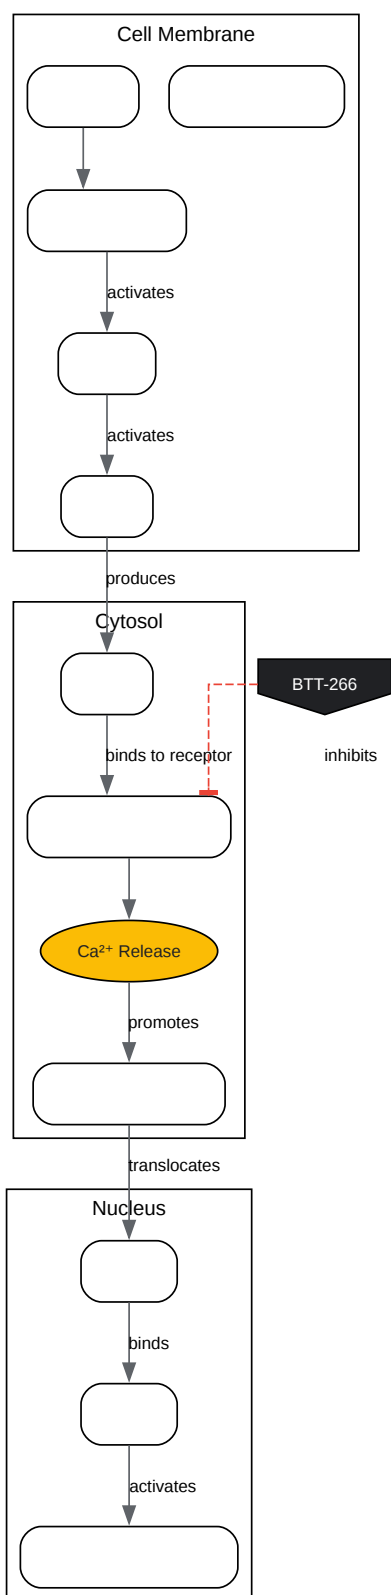 Cell Membrane
activates
activates
produces
Cytosol
BTT-266
binds to receptor
inhibits
Ca²⁺ Release
promotes
translocates
Nucleus
binds
activates